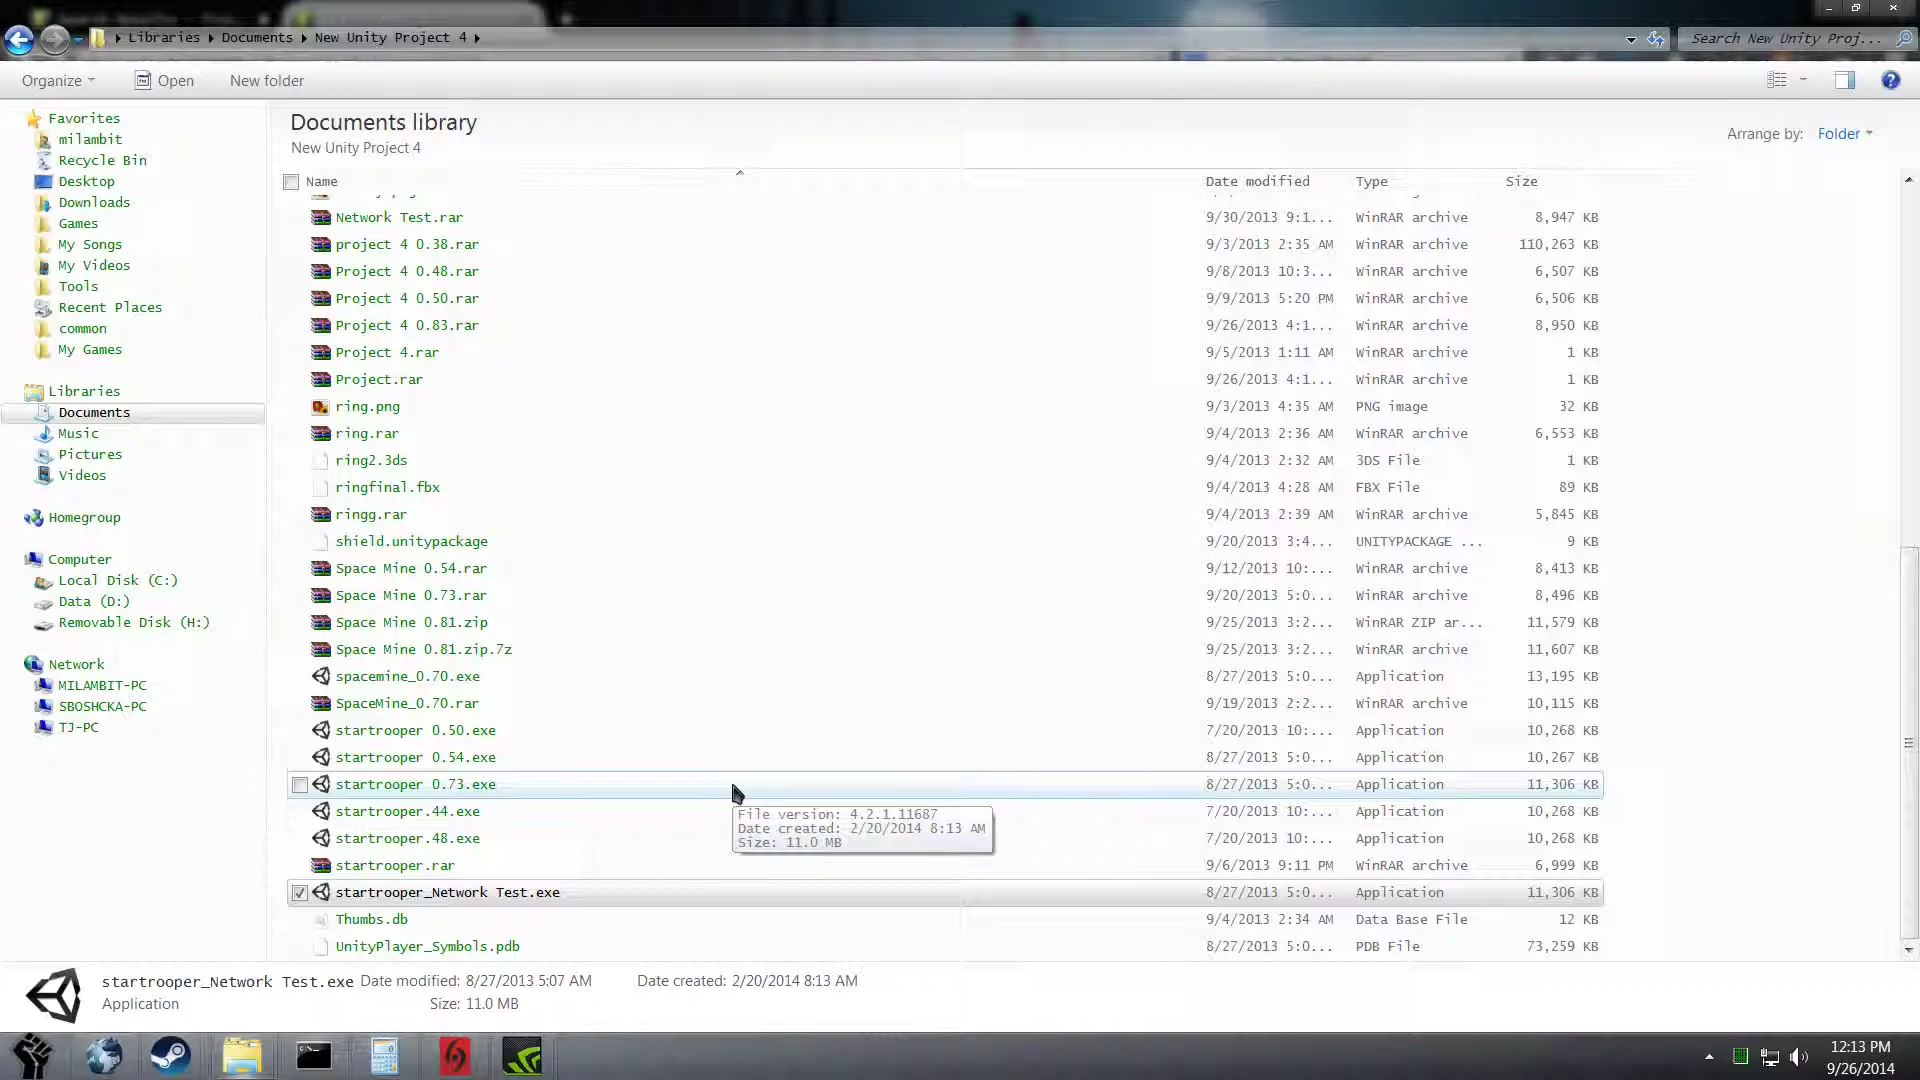 Libraries ▸ Documents ▸ New Unity Project 4 ▸
Search New Unity Proj...
Organize
Open
New folder
Favorites
milambit
Recycle Bin
Desktop
Downloads
Games
My Songs
My Videos
Tools
Recent Places
common
My Games
Libraries
Documents
Music
Pictures
Videos
Homegroup
Computer
Local Disk (C:)
Data (D:)
Removable Disk (H:)
Network
MILAMBIT-PC
SBOSHCKA-PC
TJ-PC
Documents library
New Unity Project 4
Arrange by: Folder
Name Date modified Type Size
Network Test.rar 9/30/2013 9:1... WinRAR archive 8,947 KB
project 4 0.38.rar 9/3/2013 2:35 AM WinRAR archive 110,263 KB
Project 4 0.48.rar 9/8/2013 10:3... WinRAR archive 6,507 KB
Project 4 0.50.rar 9/9/2013 5:20 PM WinRAR archive 6,506 KB
Project 4 0.83.rar 9/26/2013 4:1... WinRAR archive 8,950 KB
Project 4.rar 9/5/2013 1:11 AM WinRAR archive 1 KB
Project.rar 9/26/2013 4:1... WinRAR archive 1 KB
ring.png 9/3/2013 4:35 AM PNG image 32 KB
ring.rar 9/4/2013 2:36 AM WinRAR archive 6,553 KB
ring2.3ds 9/4/2013 2:32 AM 3DS File 1 KB
ringfinal.fbx 9/4/2013 4:28 AM FBX File 89 KB
ringg.rar 9/4/2013 2:39 AM WinRAR archive 5,845 KB
shield.unitypackage 9/20/2013 3:4... UNITYPACKAGE ... 9 KB
Space Mine 0.54.rar 9/12/2013 10:... WinRAR archive 8,413 KB
Space Mine 0.73.rar 9/20/2013 5:0... WinRAR archive 8,496 KB
Space Mine 0.81.zip 9/25/2013 3:2... WinRAR ZIP ar... 11,579 KB
Space Mine 0.81.zip.7z 9/25/2013 3:2... WinRAR archive 11,607 KB
spacemine_0.70.exe 8/27/2013 5:0... Application 13,195 KB
SpaceMine_0.70.rar 9/19/2013 2:2... WinRAR archive 10,115 KB
startrooper 0.50.exe 7/20/2013 10:... Application 10,268 KB
startrooper 0.54.exe 8/27/2013 5:0... Application 10,267 KB
startrooper 0.73.exe 8/27/2013 5:0... Application 11,306 KB
startrooper.44.exe 7/20/2013 10:... Application 10,268 KB
startrooper.48.exe 7/20/2013 10:... Application 10,268 KB
startrooper.rar 9/6/2013 9:11 PM WinRAR archive 6,999 KB
startrooper_Network Test.exe 8/27/2013 5:0... Application 11,306 KB
Thumbs.db 9/4/2013 2:34 AM Data Base File 12 KB
UnityPlayer_Symbols.pdb 8/27/2013 5:0... PDB File 73,259 KB
File version: 4.2.1.11687
Date created: 2/20/2014 8:13 AM
Size: 11.0 MB
startrooper_Network Test.exe Date modified: 8/27/2013 5:07 AM Date created: 2/20/2014 8:13 AM
Application Size: 11.0 MB
12:13 PM
9/26/2014